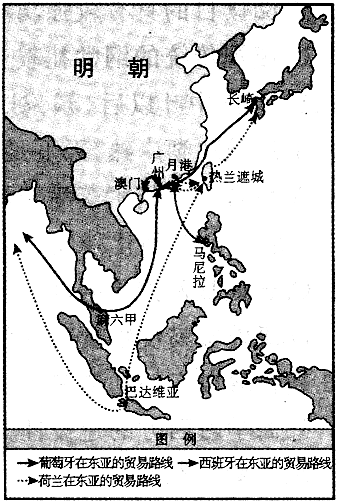 明 朝
长崎
广州
月港
澳门
热兰遮城
马尼拉
六甲
巴达维亚
图 例
葡萄牙在东亚的贸易路线
西班牙在东亚的贸易路线
荷兰在东亚的贸易路线